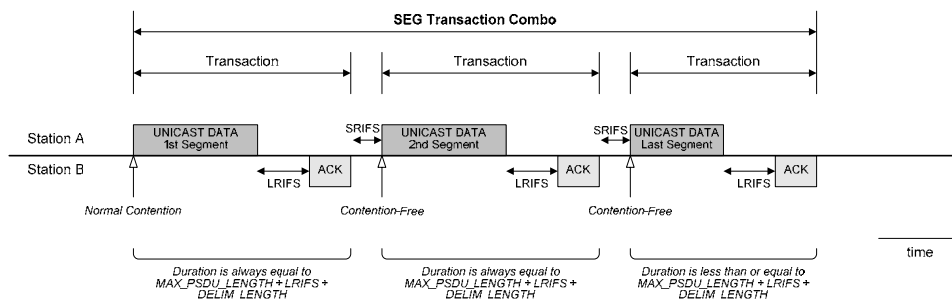 SEG Transaction Combo
Transaction
Transaction
Transaction
Station A
UNICAST DATA
1st Segment
SRIFS
UNICAST DATA
2nd Segment
SRIFS
UNICAST DATA
Last Segment
Station B
LRIFS
ACK
LRIFS
ACK
LRIFS
ACK
Normal Contention
Contention-Free
Contention-Free
time
Duration is always equal to
MAX_PSDU_LENGTH + LRIFS +
DELIM_LENGTH
Duration is always equal to
MAX_PSDU_LENGTH + LRIFS +
DELIM_LENGTH
Duration is less than or equal to
MAX_PSDU_LENGTH + LRIFS +
DELIM_LENGTH